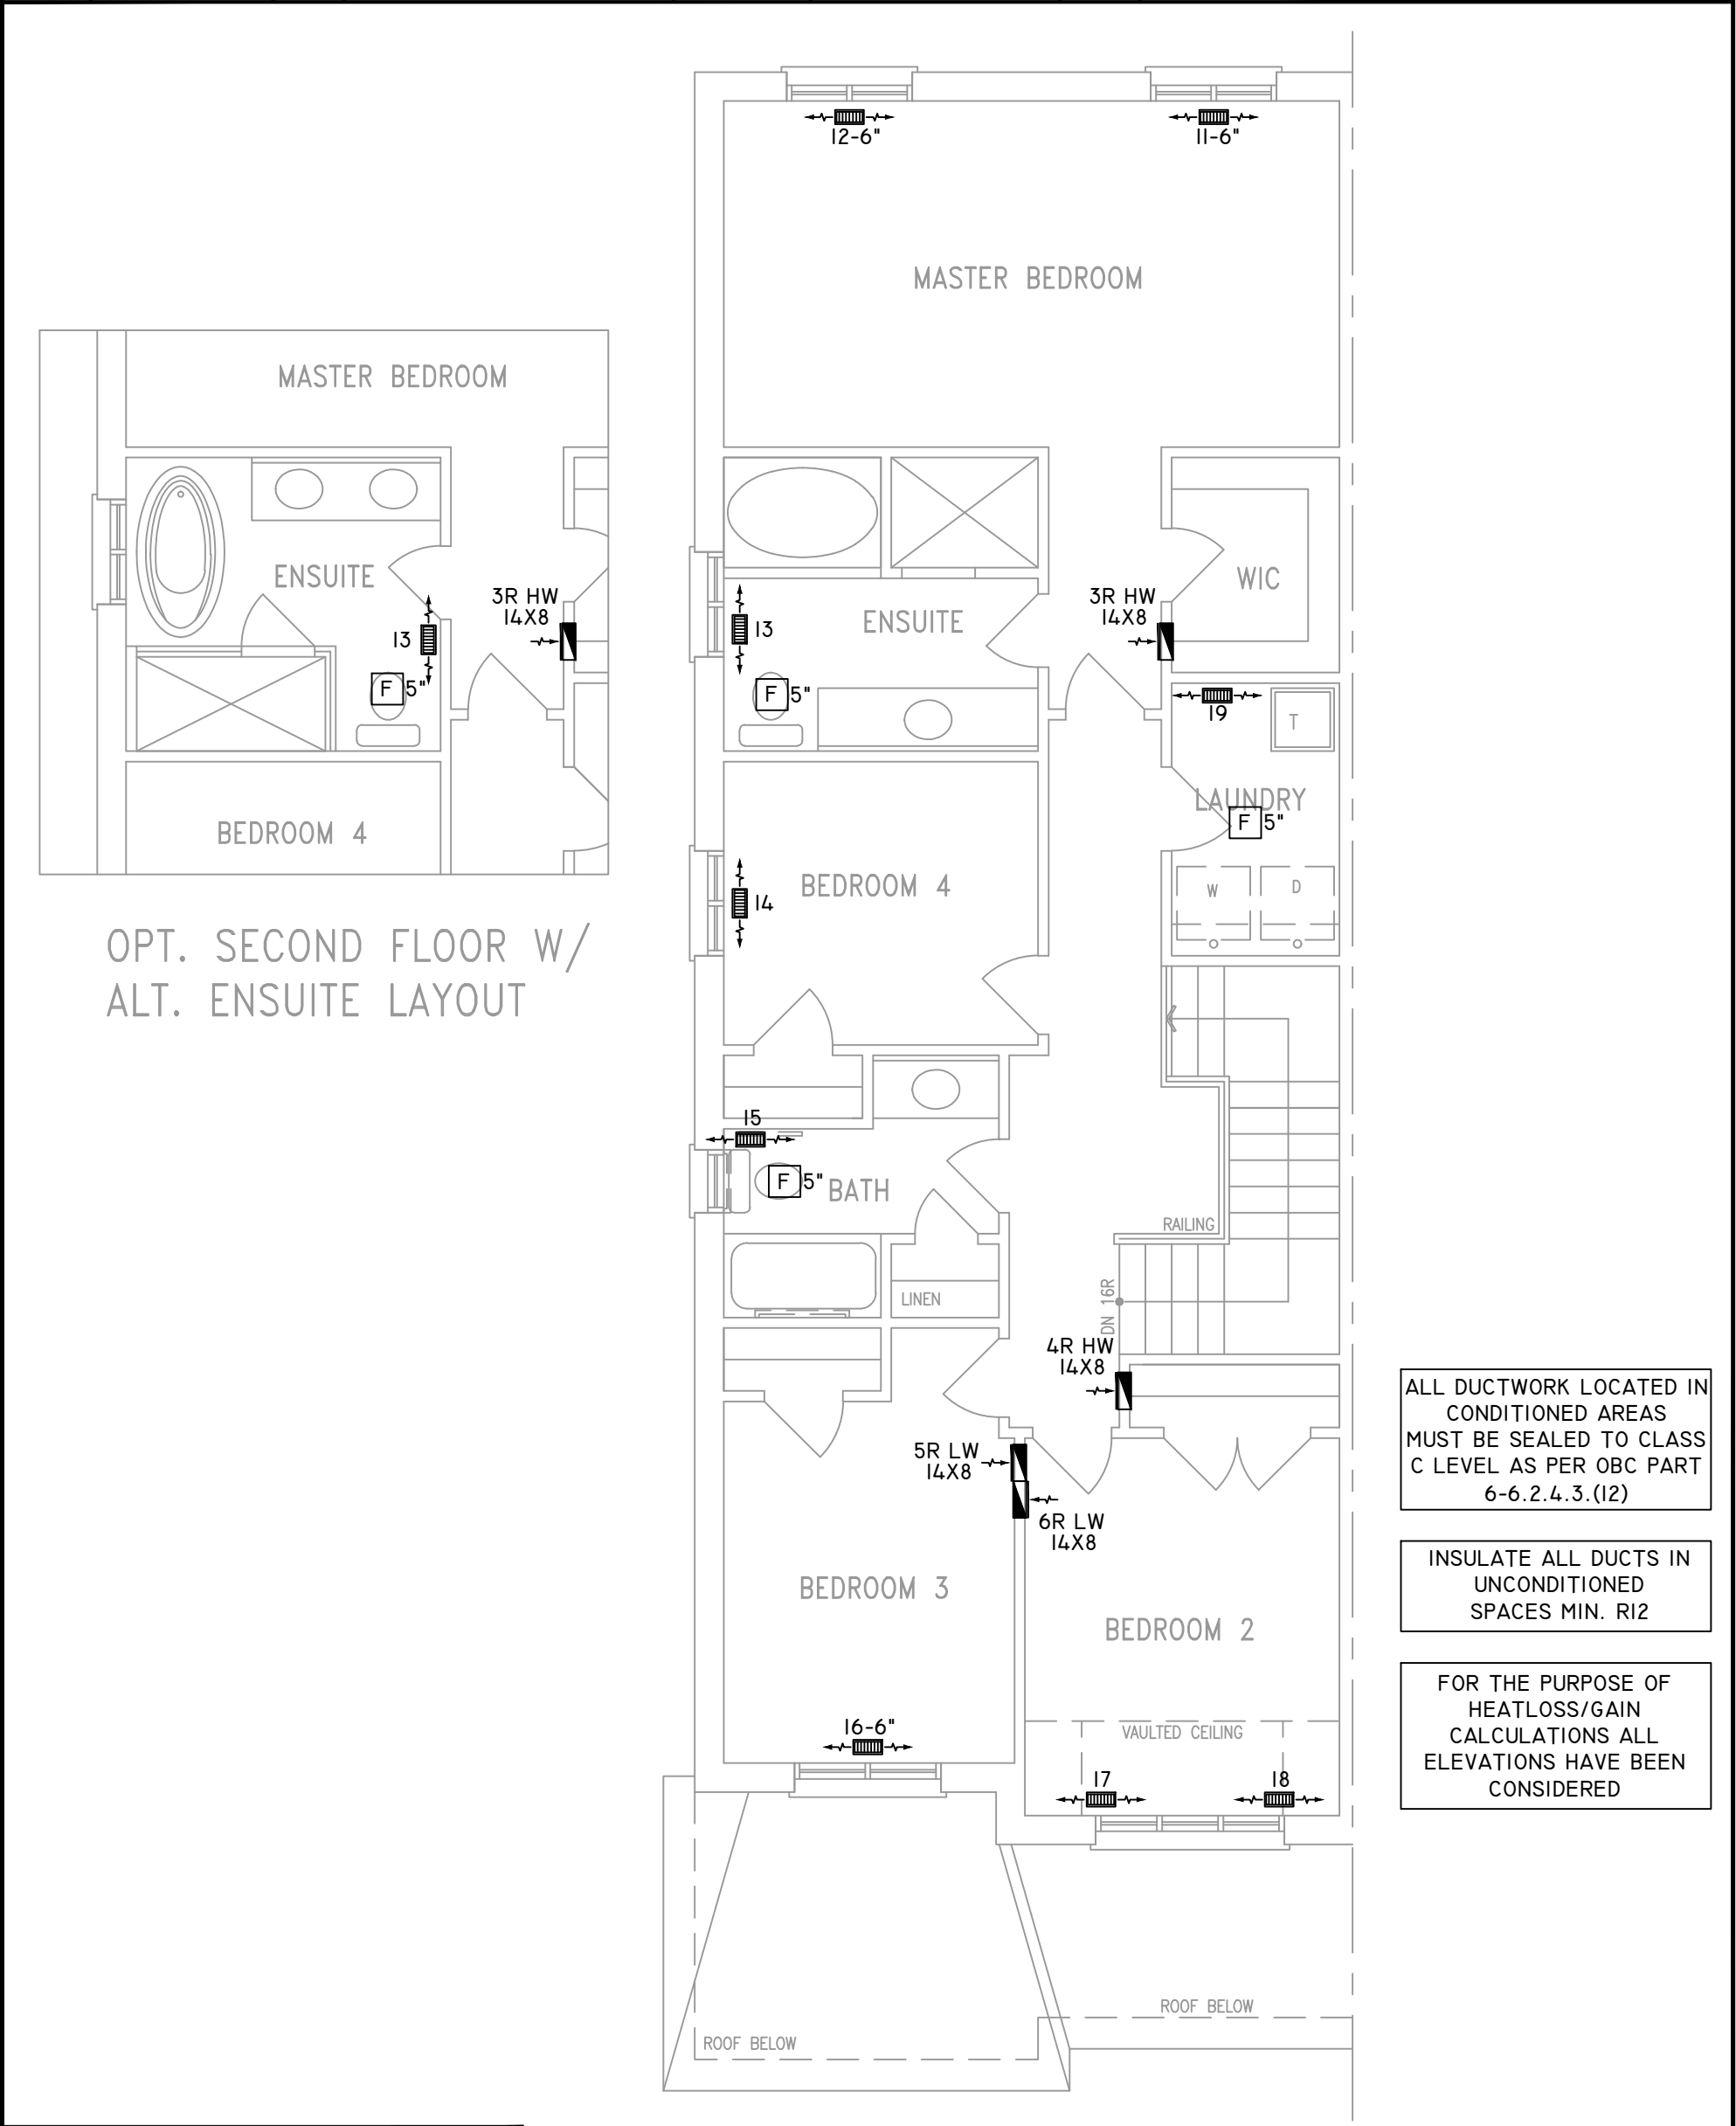 12-6"
11-6"
MASTER BEDROOM
MASTER BEDROOM
ENSUITE
3R HW
14X8
13
F 5"
BEDROOM 4
OPT. SECOND FLOOR W/
ALT. ENSUITE LAYOUT
WIC
ENSUITE
3R HW
14X8
13
F 5"
19
T
LAUNDRY
F 5"
W
D
BEDROOM 4
14
15
F 5"
BATH
RAILING
LINEN
DN 16R
4R HW
14X8
5R LW
14X8
6R LW
14X8
BEDROOM 3
BEDROOM 2
16-6"
VAULTED CEILING
17
18
ROOF BELOW
ROOF BELOW
ALL DUCTWORK LOCATED IN
CONDITIONED AREAS
MUST BE SEALED TO CLASS
C LEVEL AS PER OBC PART
6-6.2.4.3.(12)
INSULATE ALL DUCTS IN
UNCONDITIONED
SPACES MIN. R12
FOR THE PURPOSE OF
HEATLOSS/GAIN
CALCULATIONS ALL
ELEVATIONS HAVE BEEN
CONSIDERED